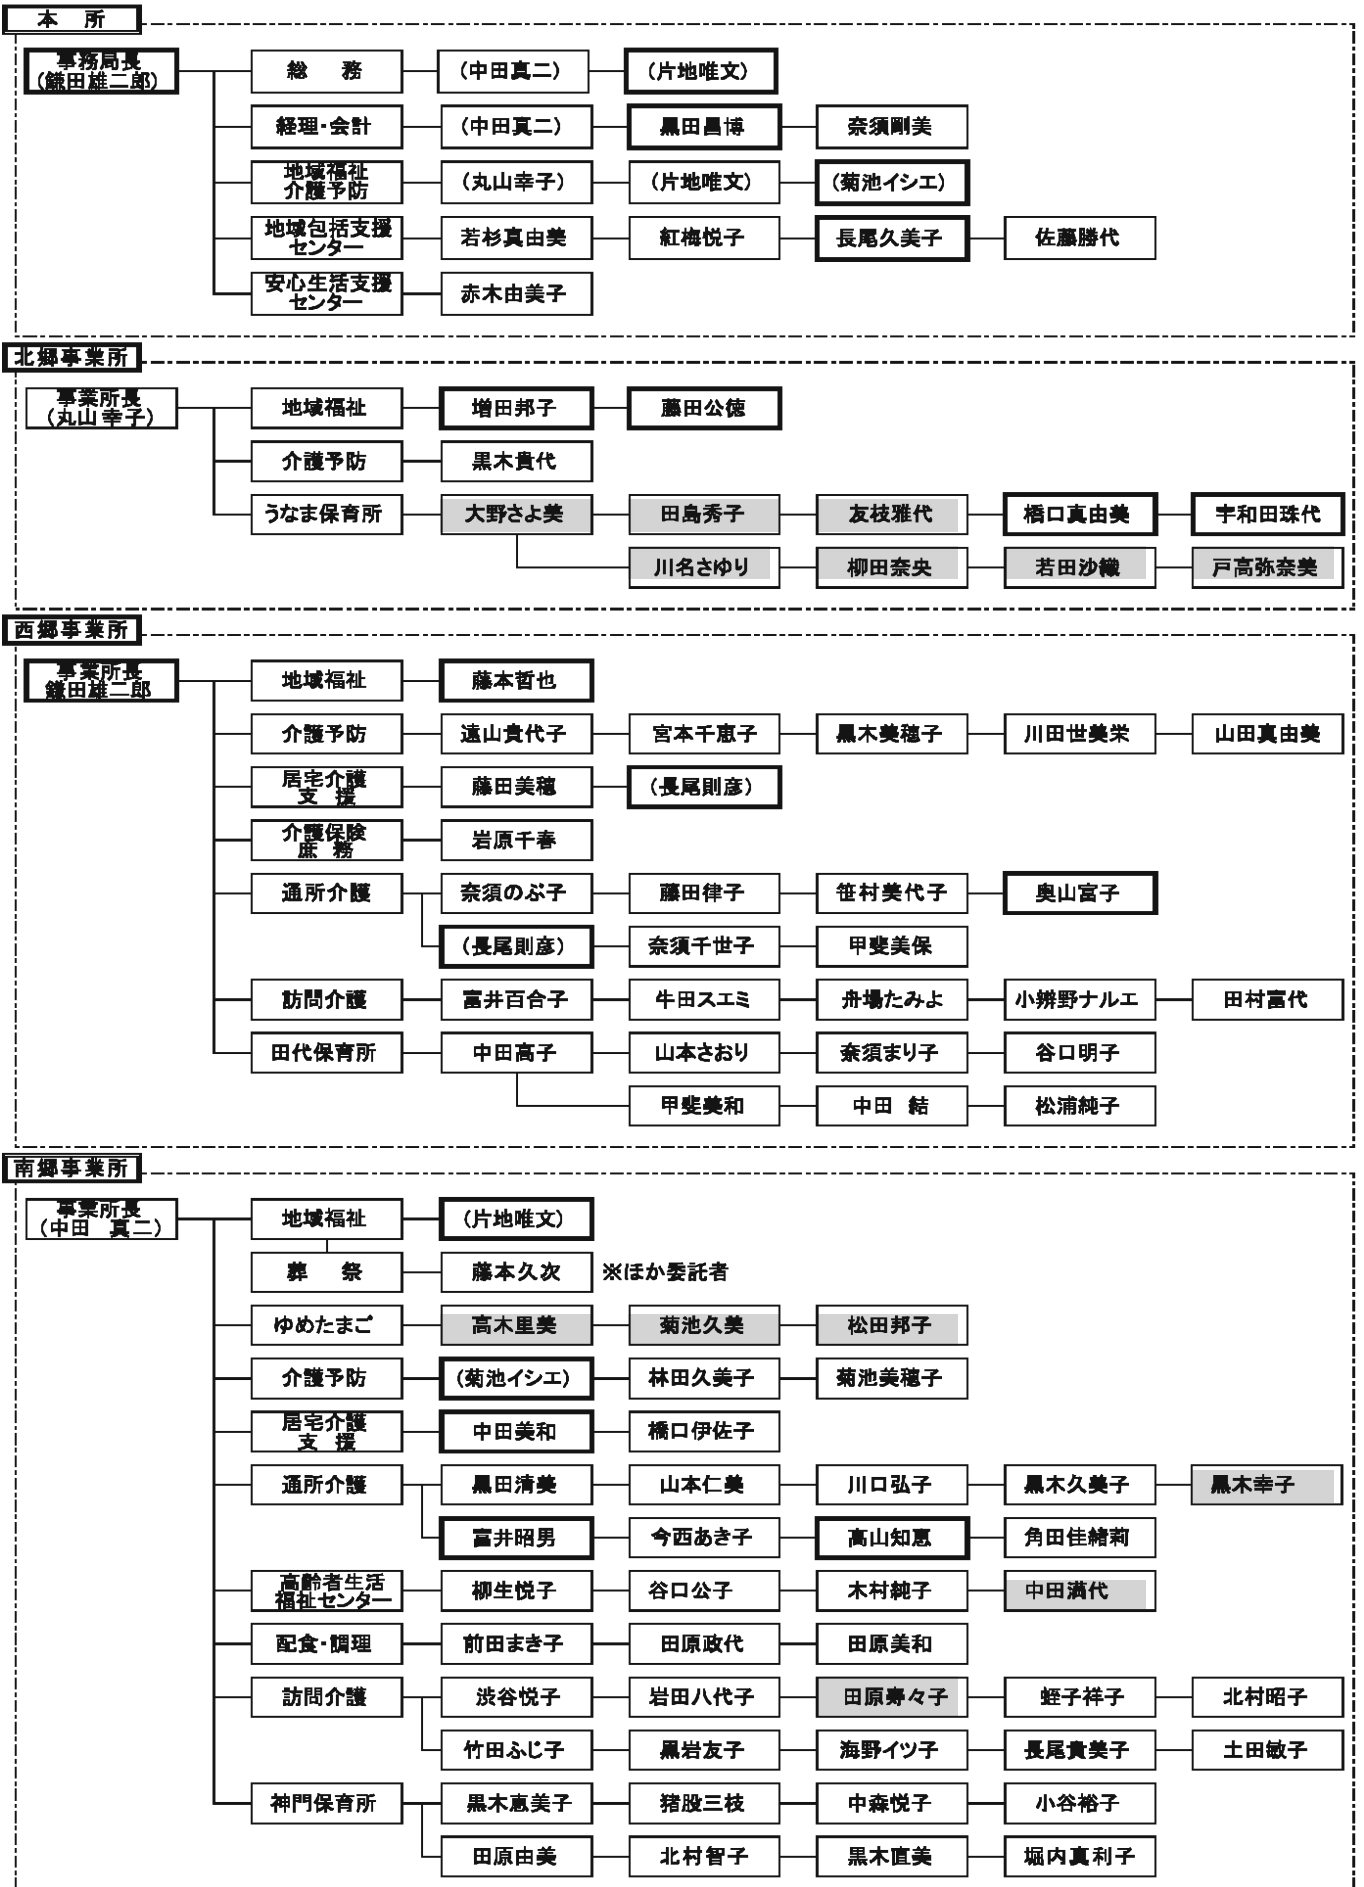 本　所
事務局長
(鎌田雄二郎)
総　務　(中田真二)　(片地唯文)
経理・会計　(中田真二)　黒田昌博　奈須剛美
地域福祉
介護予防　(丸山幸子)　(片地唯文)　(菊池イシエ)
地域包括支援
センター　若杉真由美　紅梅悦子　長尾久美子　佐藤勝代
安心生活支援
センター　赤木由美子
北郷事業所
事業所長
(丸山幸子)
地域福祉　増田邦子　藤田公徳
介護予防　黒木貴代
うなま保育所　大野さよ美　田島秀子　友枝雅代　橋口真由美　宇和田珠代
川名さゆり　柳田奈央　若田沙織　戸高弥奈美
西郷事業所
事業所長
鎌田雄二郎
地域福祉　藤本哲也
介護予防　遠山貴代子　宮本千恵子　黒木美穂子　川田世美栄　山田真由美
居宅介護
支　援　藤田美穂　(長尾則彦)
介護保険
庶　務　岩原千春
通所介護　奈須のぶ子　藤田律子　笹村美代子　奥山富子
(長尾則彦)　奈須千世子　甲斐美保
訪問介護　富井百合子　牛田スエミ　舟場たみよ　小辨野ナルエ　田村富代
田代保育所　中田高子　山本さおり　奈須まり子　谷口明子
甲斐美和　中田　結　松浦純子
南郷事業所
事業所長
(中田　真二)
地域福祉　(片地唯文)
葬　祭　藤本久次　※ほか委託者
ゆめたまご　高木里美　菊池久美　松田邦子
介護予防　(菊池イシエ)　林田久美子　菊池美穂子
居宅介護
支　援　中田美和　橋口伊佐子
通所介護　黒田清美　山本仁美　川口弘子　黒木久美子　黒木幸子
富井昭男　今西あき子　高山知恵　角田佳緒莉
高齢者生活
福祉センター　柳生悦子　谷口公子　木村純子　中田満代
配食・調理　前田まき子　田原政代　田原美和
訪問介護　渋谷悦子　岩田八代子　田原寿々子　蛭子祥子　北村昭子
竹田ふじ子　黒岩友子　海野イツ子　長尾貴美子　土田敏子
神門保育所　黒木恵美子　猪股三枝　中森悦子　小谷裕子
田原由美　北村智子　黒木直美　堀内真利子